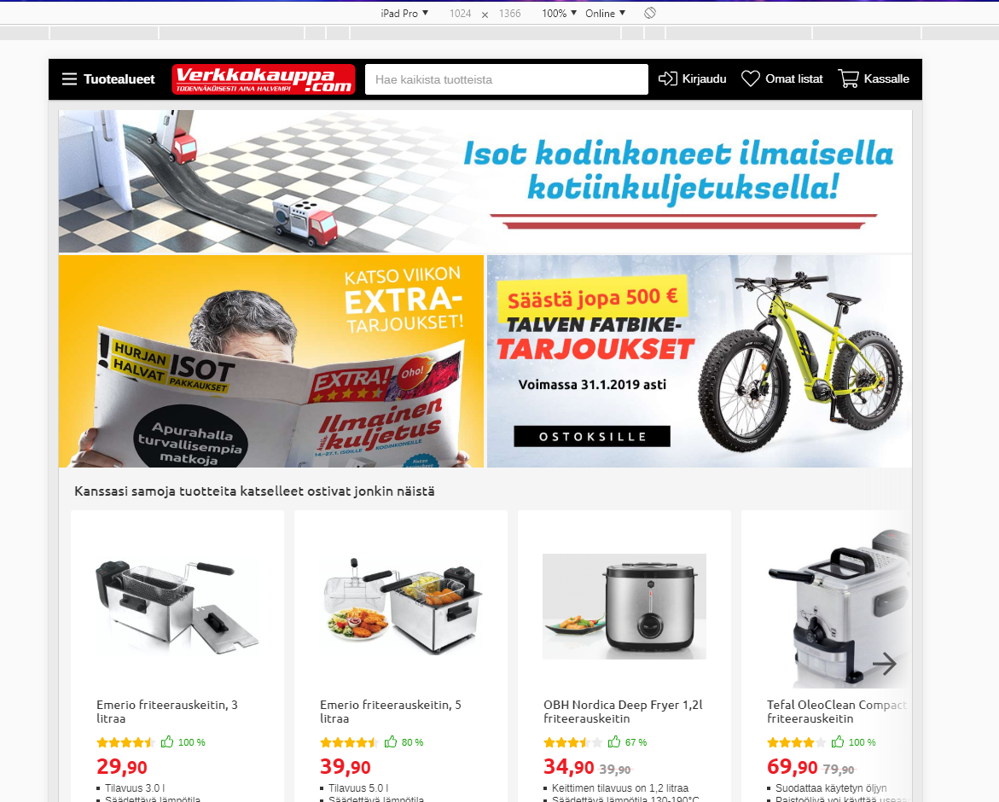 iPad Pro ▼ 1024 × 1366 100% ▼ Online ▼
Tuotealueet
Verkkokauppa.com
TODENNÄKÖISESTI AINA HALVEMPI
Hae kaikista tuotteista
Kirjaudu
Omat listat
Kassalle
Isot kodinkoneet ilmaisella
kotiinkuljetuksella!
KATSO VIIKON
EXTRA-
TARJOUKSET!
HURJAN
HALVAT
ISOT
PAKKAUKSET
Apurahalla
turvallisempia
matkoja
EXTRA!
Oho!
Ilmainen
kuljetus
14.-27.1. ISOILLE KODINKONEILLE
Säästä jopa 500 €
TALVEN FATBIKE-
TARJOUKSET
Voimassa 31.1.2019 asti
OSTOKSILLE
Kanssasi samoja tuotteita katselleet ostivat jonkin näistä
Emerio friteerauskeitin, 3
litraa
100 %
29,90
Tilavuus 3.0 l
Säädettävä lämpötila
Emerio friteerauskeitin, 5
litraa
80 %
39,90
Tilavuus 5.0 l
Säädettävä lämpötila
OBH Nordica Deep Fryer 1,2l
friteerauskeitin
67 %
34,90 39,90
Keittimen tilavuus on 1,2 litraa
Säädettävä lämpötila 130-190°C
Tefal OleoClean Compact
friteerauskeitin
100 %
69,90 79,90
Suodattaa käytetyn öljyn
Paistoöljyä voi käyttää